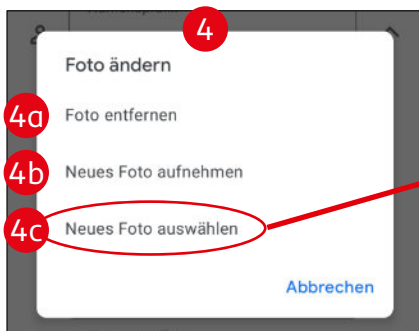 4
Foto ändern
4a
Foto entfernen
4b
Neues Foto aufnehmen
4c
Neues Foto auswählen
Abbrechen